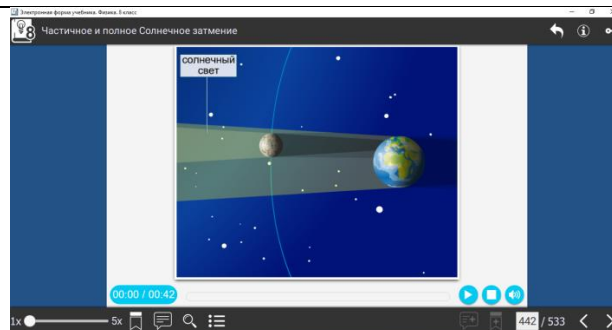 Электронная форма учебника. Физика. 8 класс
8
Частичное и полное Солнечное затмение
солнечный
свет
00:00 / 00:42
1x
5x
442 / 533